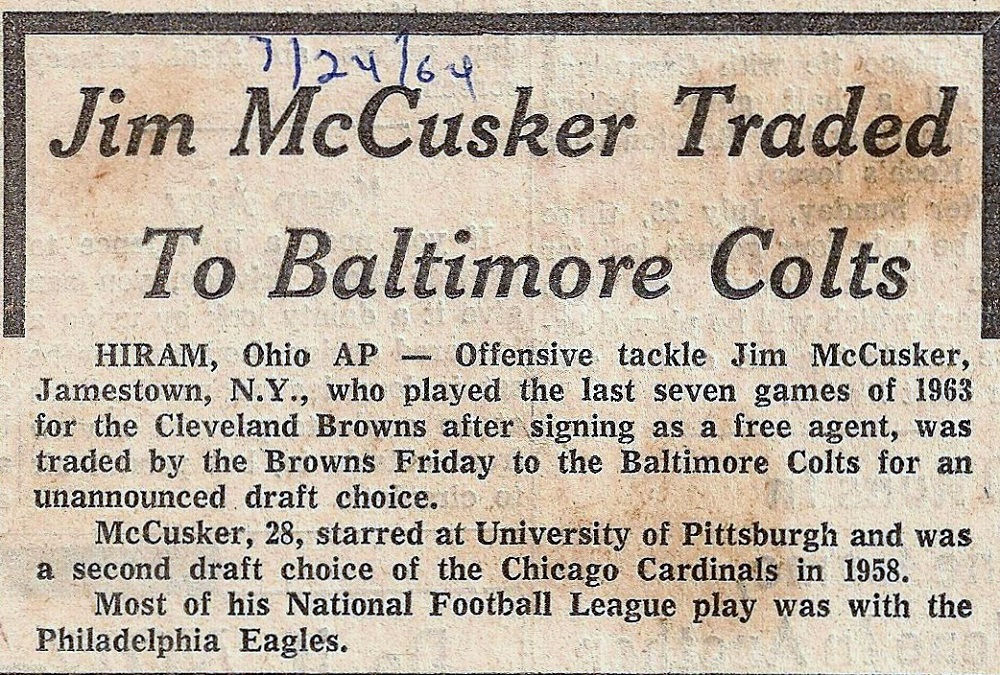 7/24/64
Jim McCusker Traded
To Baltimore Colts
HIRAM, Ohio AP — Offensive tackle Jim McCusker,
Jamestown, N.Y., who played the last seven games of 1963
for the Cleveland Browns after signing as a free agent, was
traded by the Browns Friday to the Baltimore Colts for an
unannounced draft choice.
McCusker, 28, starred at University of Pittsburgh and was
a second draft choice of the Chicago Cardinals in 1958.
Most of his National Football League play was with the
Philadelphia Eagles.